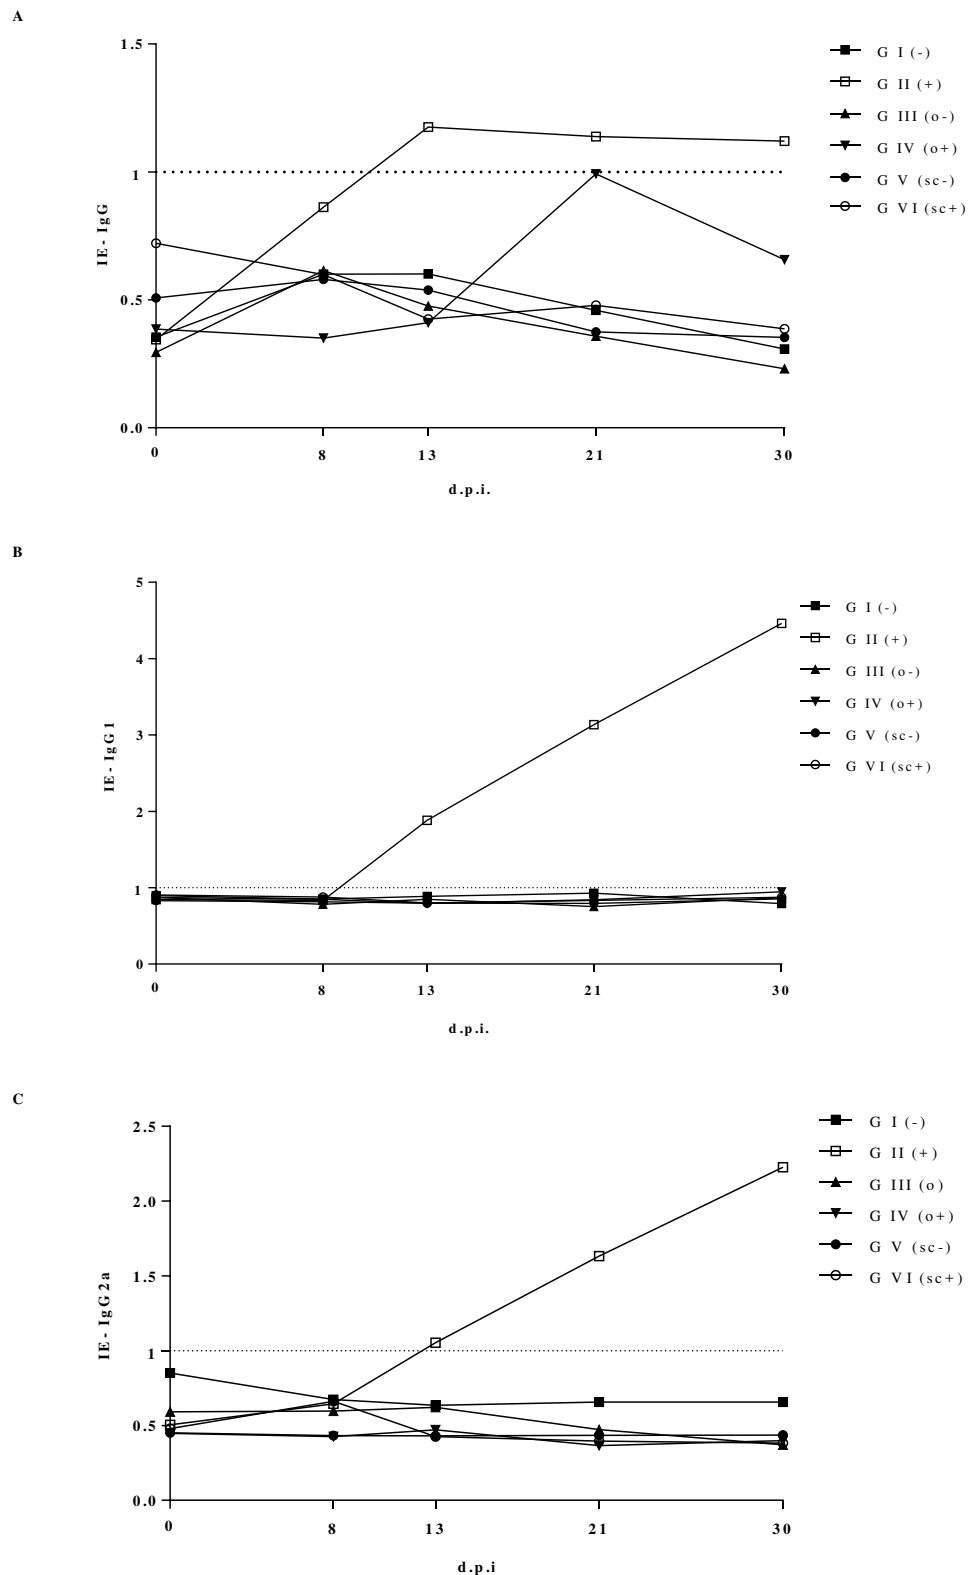 A
1.5
1
0.5
0.0
IE- IgG
0 8 13 21 30
d.p.i.
G I (-)
G II (+)
G III (o-)
G IV (o+)
G V (sc-)
G VI (sc+)
B
5
4
3
2
1
0
IE- IgG1
0 8 13 21 30
d.p.i.
G I (-)
G II (+)
G III (o-)
G IV (o+)
G V (sc-)
G VI (sc+)
C
2.5
2.0
1.5
1
0.5
0.0
IE- IgG2a
0 8 13 21 30
d.p.i
G I (-)
G II (+)
G III (o)
G IV (o+)
G V (sc-)
G VI (sc+)